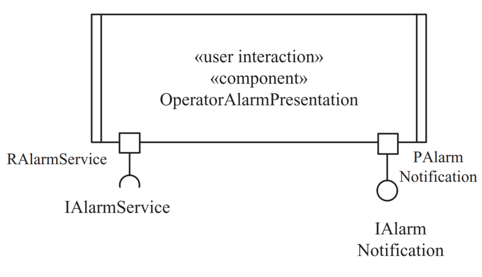 «user interaction»
«component»
OperatorAlarmPresentation
RAlarmService
IAlarmService
PAlarm
Notification
IAlarm
Notification